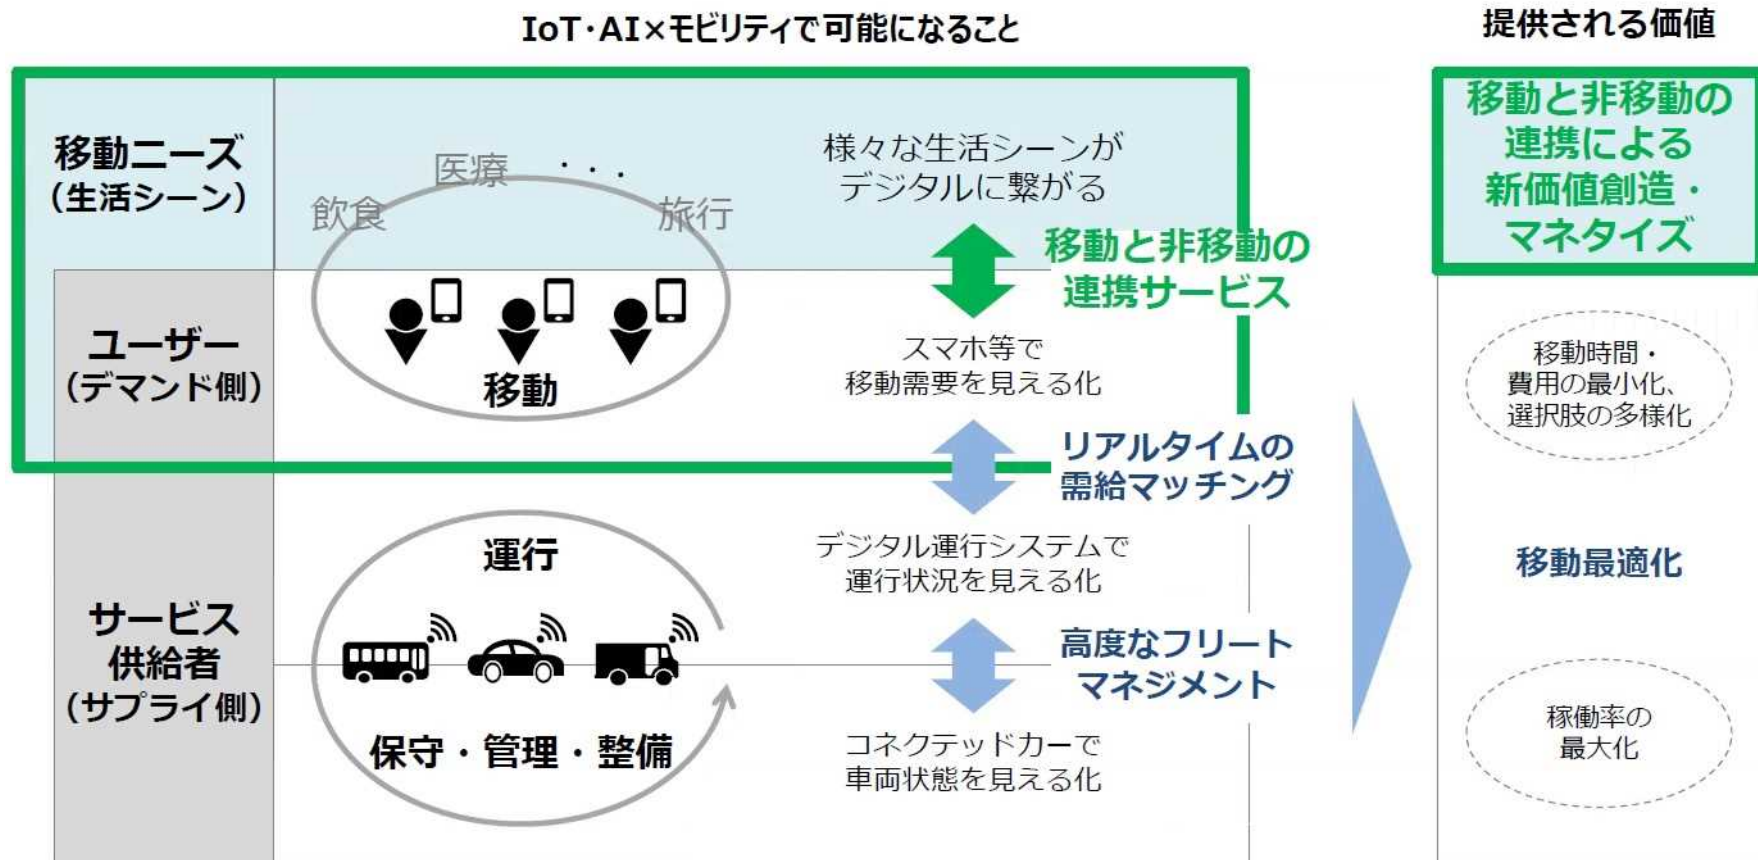 IoT・AI×モビリティで可能になること
提供される価値
移動ニーズ
（生活シーン）
医療
・・・
飲食
旅行
様々な生活シーンが
デジタルに繋がる
移動と非移動の
連携サービス
移動と非移動の
連携による
新価値創造・
マネタイズ
ユーザー
（デマンド側）
移動
スマホ等で
移動需要を見える化
リアルタイムの
需給マッチング
移動時間・
費用の最小化、
選択肢の多様化
サービス
供給者
（サプライ側）
運行
保守・管理・整備
デジタル運行システムで
運行状況を見える化
高度なフリート
マネジメント
コネクテッドカーで
車両状態を見える化
移動最適化
稼働率の
最大化